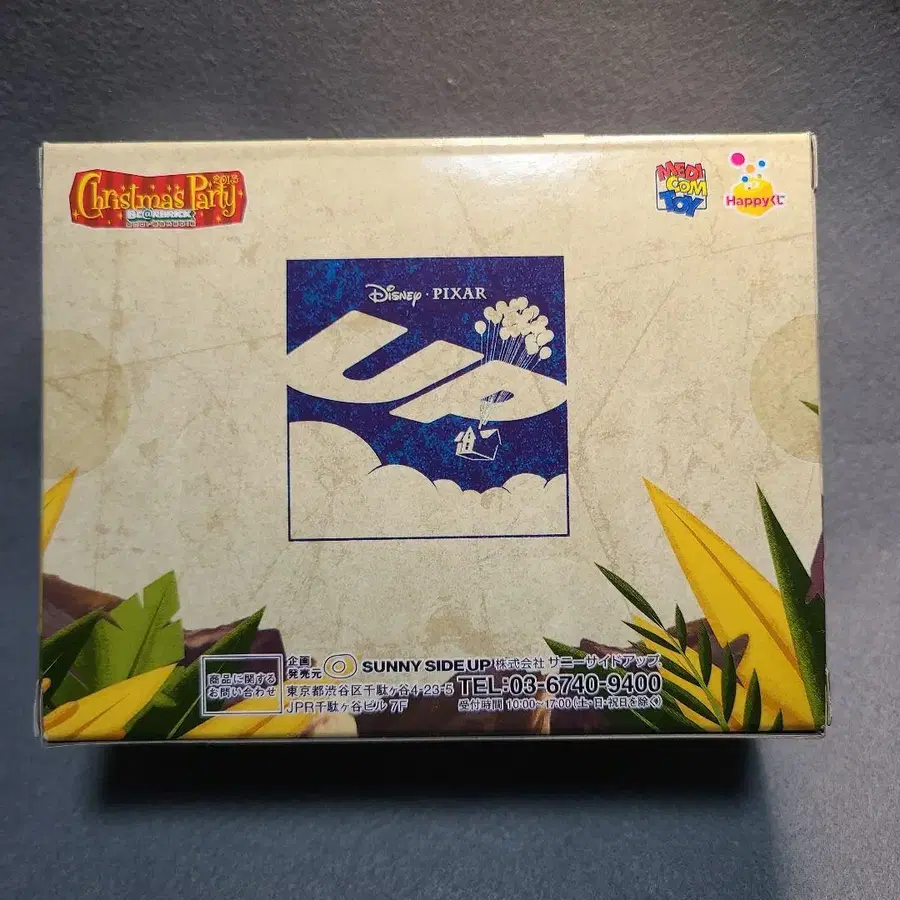 2015
Christmas Party
BE@RBRICK
MEDI
COM
TOY
Happyくじ
Disney · PIXAR
UP
商品に関する
お問い合わせ
企画・
発売元
SUNNY SIDE UP 株式会社 サニーサイドアップ
東京都渋谷区千駄ヶ谷4-23-5
JPR千駄ヶ谷ビル 7F
TEL:03-6740-9400
受付時間 10:00~17:00 (土・日・祝日を除く)